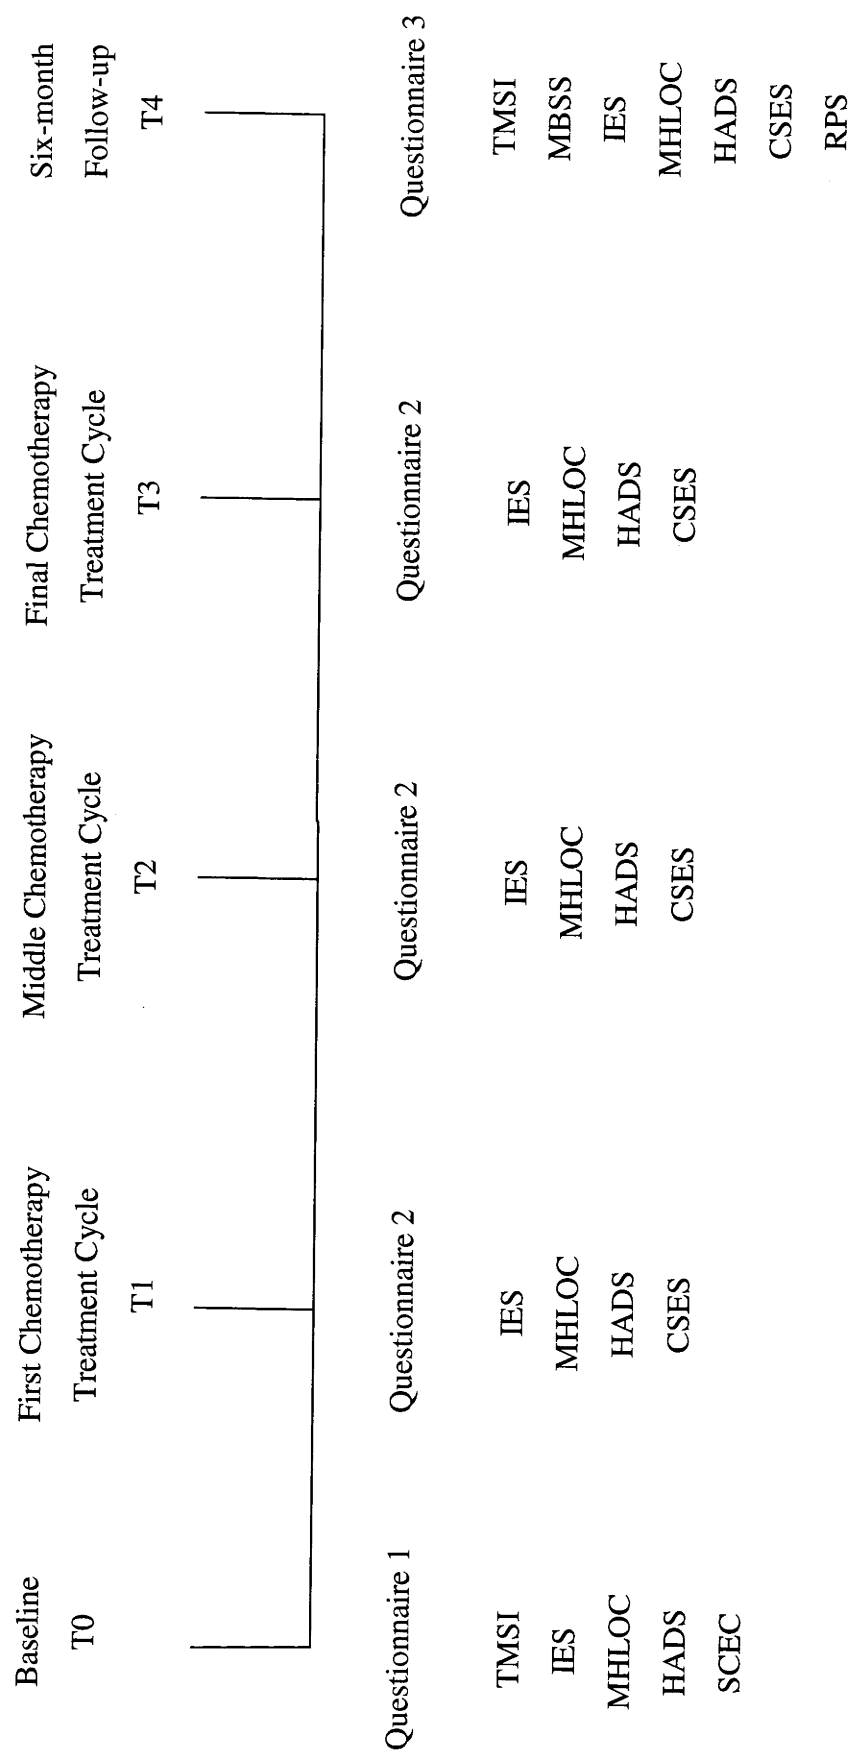 Baseline
T0
First Chemotherapy
Treatment Cycle
T1
Middle Chemotherapy
Treatment Cycle
T2
Final Chemotherapy
Treatment Cycle
T3
Six-month
Follow-up
T4
Questionnaire 1
TMSI
IES
MHLOC
HADS
SCEC
Questionnaire 2
IES
MHLOC
HADS
CSES
Questionnaire 2
IES
MHLOC
HADS
CSES
Questionnaire 2
IES
MHLOC
HADS
CSES
Questionnaire 3
TMSI
MBSS
IES
MHLOC
HADS
CSES
RPS